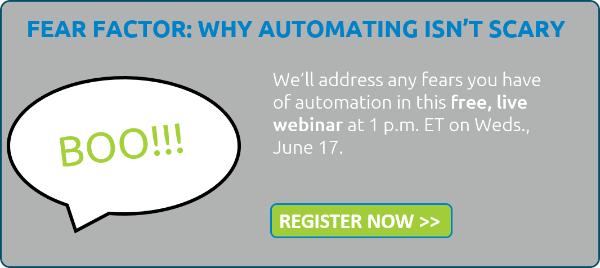 FEAR FACTOR: WHY AUTOMATING ISN'T SCARY
BOO!!!
We'll address any fears you have
of automation in this free, live
webinar at 1 p.m. ET on Weds.,
June 17.
REGISTER NOW >>